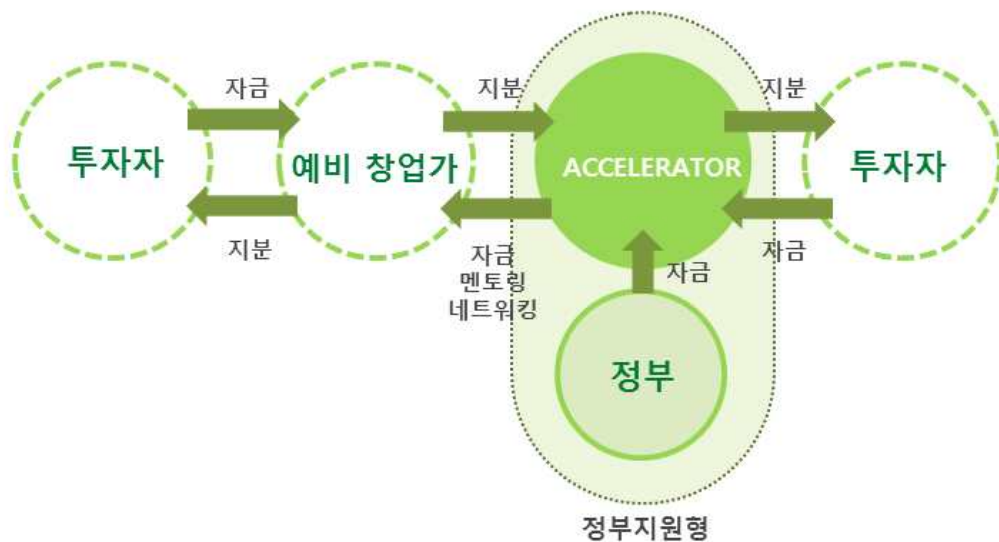 자금
지분
지분
투자자
예비 창업가
ACCELERATOR
투자자
지분
자금
멘토링
네트워킹
자금
자금
정부
정부지원형